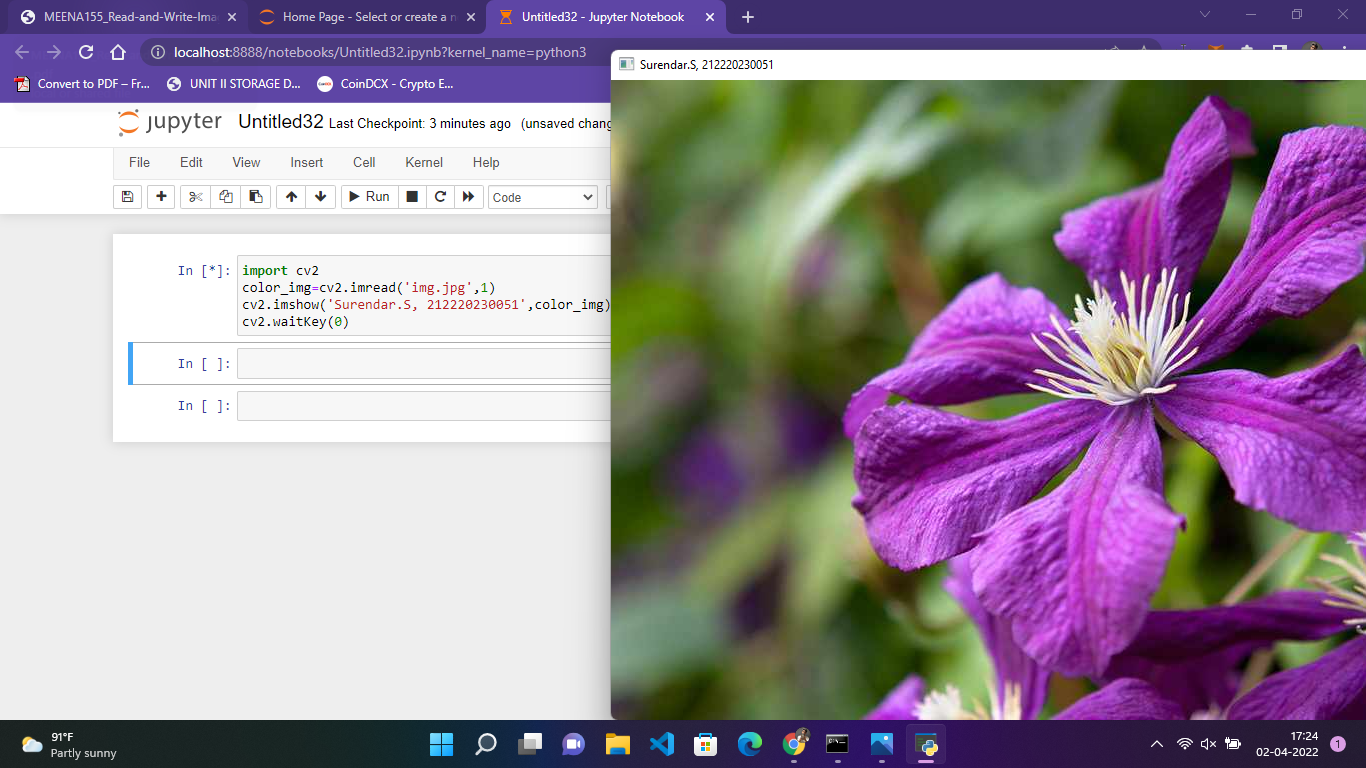 MEENA155_Read-and-Write-Ima
Home Page - Select or create a n
Untitled32 - Jupyter Notebook
localhost:8888/notebooks/Untitled32.ipynb?kernel_name=python3
Convert to PDF – Fr...
UNIT II STORAGE D...
CoinDCX - Crypto E...
Surendar.S, 212220230051
jupyter Untitled32 Last Checkpoint: 3 minutes ago (unsaved chang
File Edit View Insert Cell Kernel Help
Run Code
In [*]:
import cv2
color_img=cv2.imread('img.jpg',1)
cv2.imshow('Surendar.S, 212220230051',color_img)
cv2.waitKey(0)
In [ ]:
In [ ]:
91°F
Partly sunny
17:24
02-04-2022
1